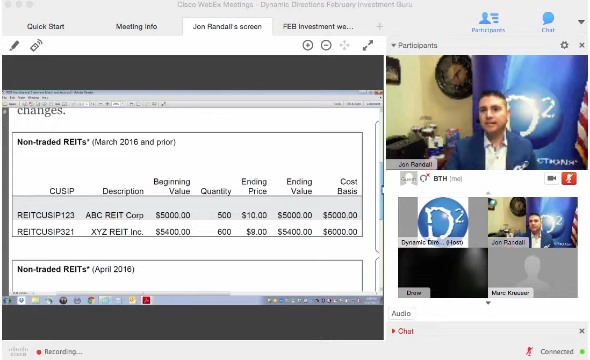 Cisco WebEx Meetings - Dynamic Directions February Investment Guru
Quick Start Meeting Info Jon Randall's screen FEB Investment we... +
Participants Chat
Participants
changes.
Non-traded REITs* (March 2016 and prior)
CUSIP Description Beginning Value Quantity Ending Price Ending Value Cost Basis
REITCUSIP123 ABC REIT Corp $5000.00 500 $10.00 $5000.00 $5000.00
REITCUSIP321 XYZ REIT Inc. $5400.00 600 $9.00 $5400.00 $6000.00
Non-traded REITs* (April 2016)
Jon Randall
BTH (me)
D2
Dynamic Dire... (Host) Jon Randall
Drew Marc Kreuser
Audio
Chat
Recording... Connected